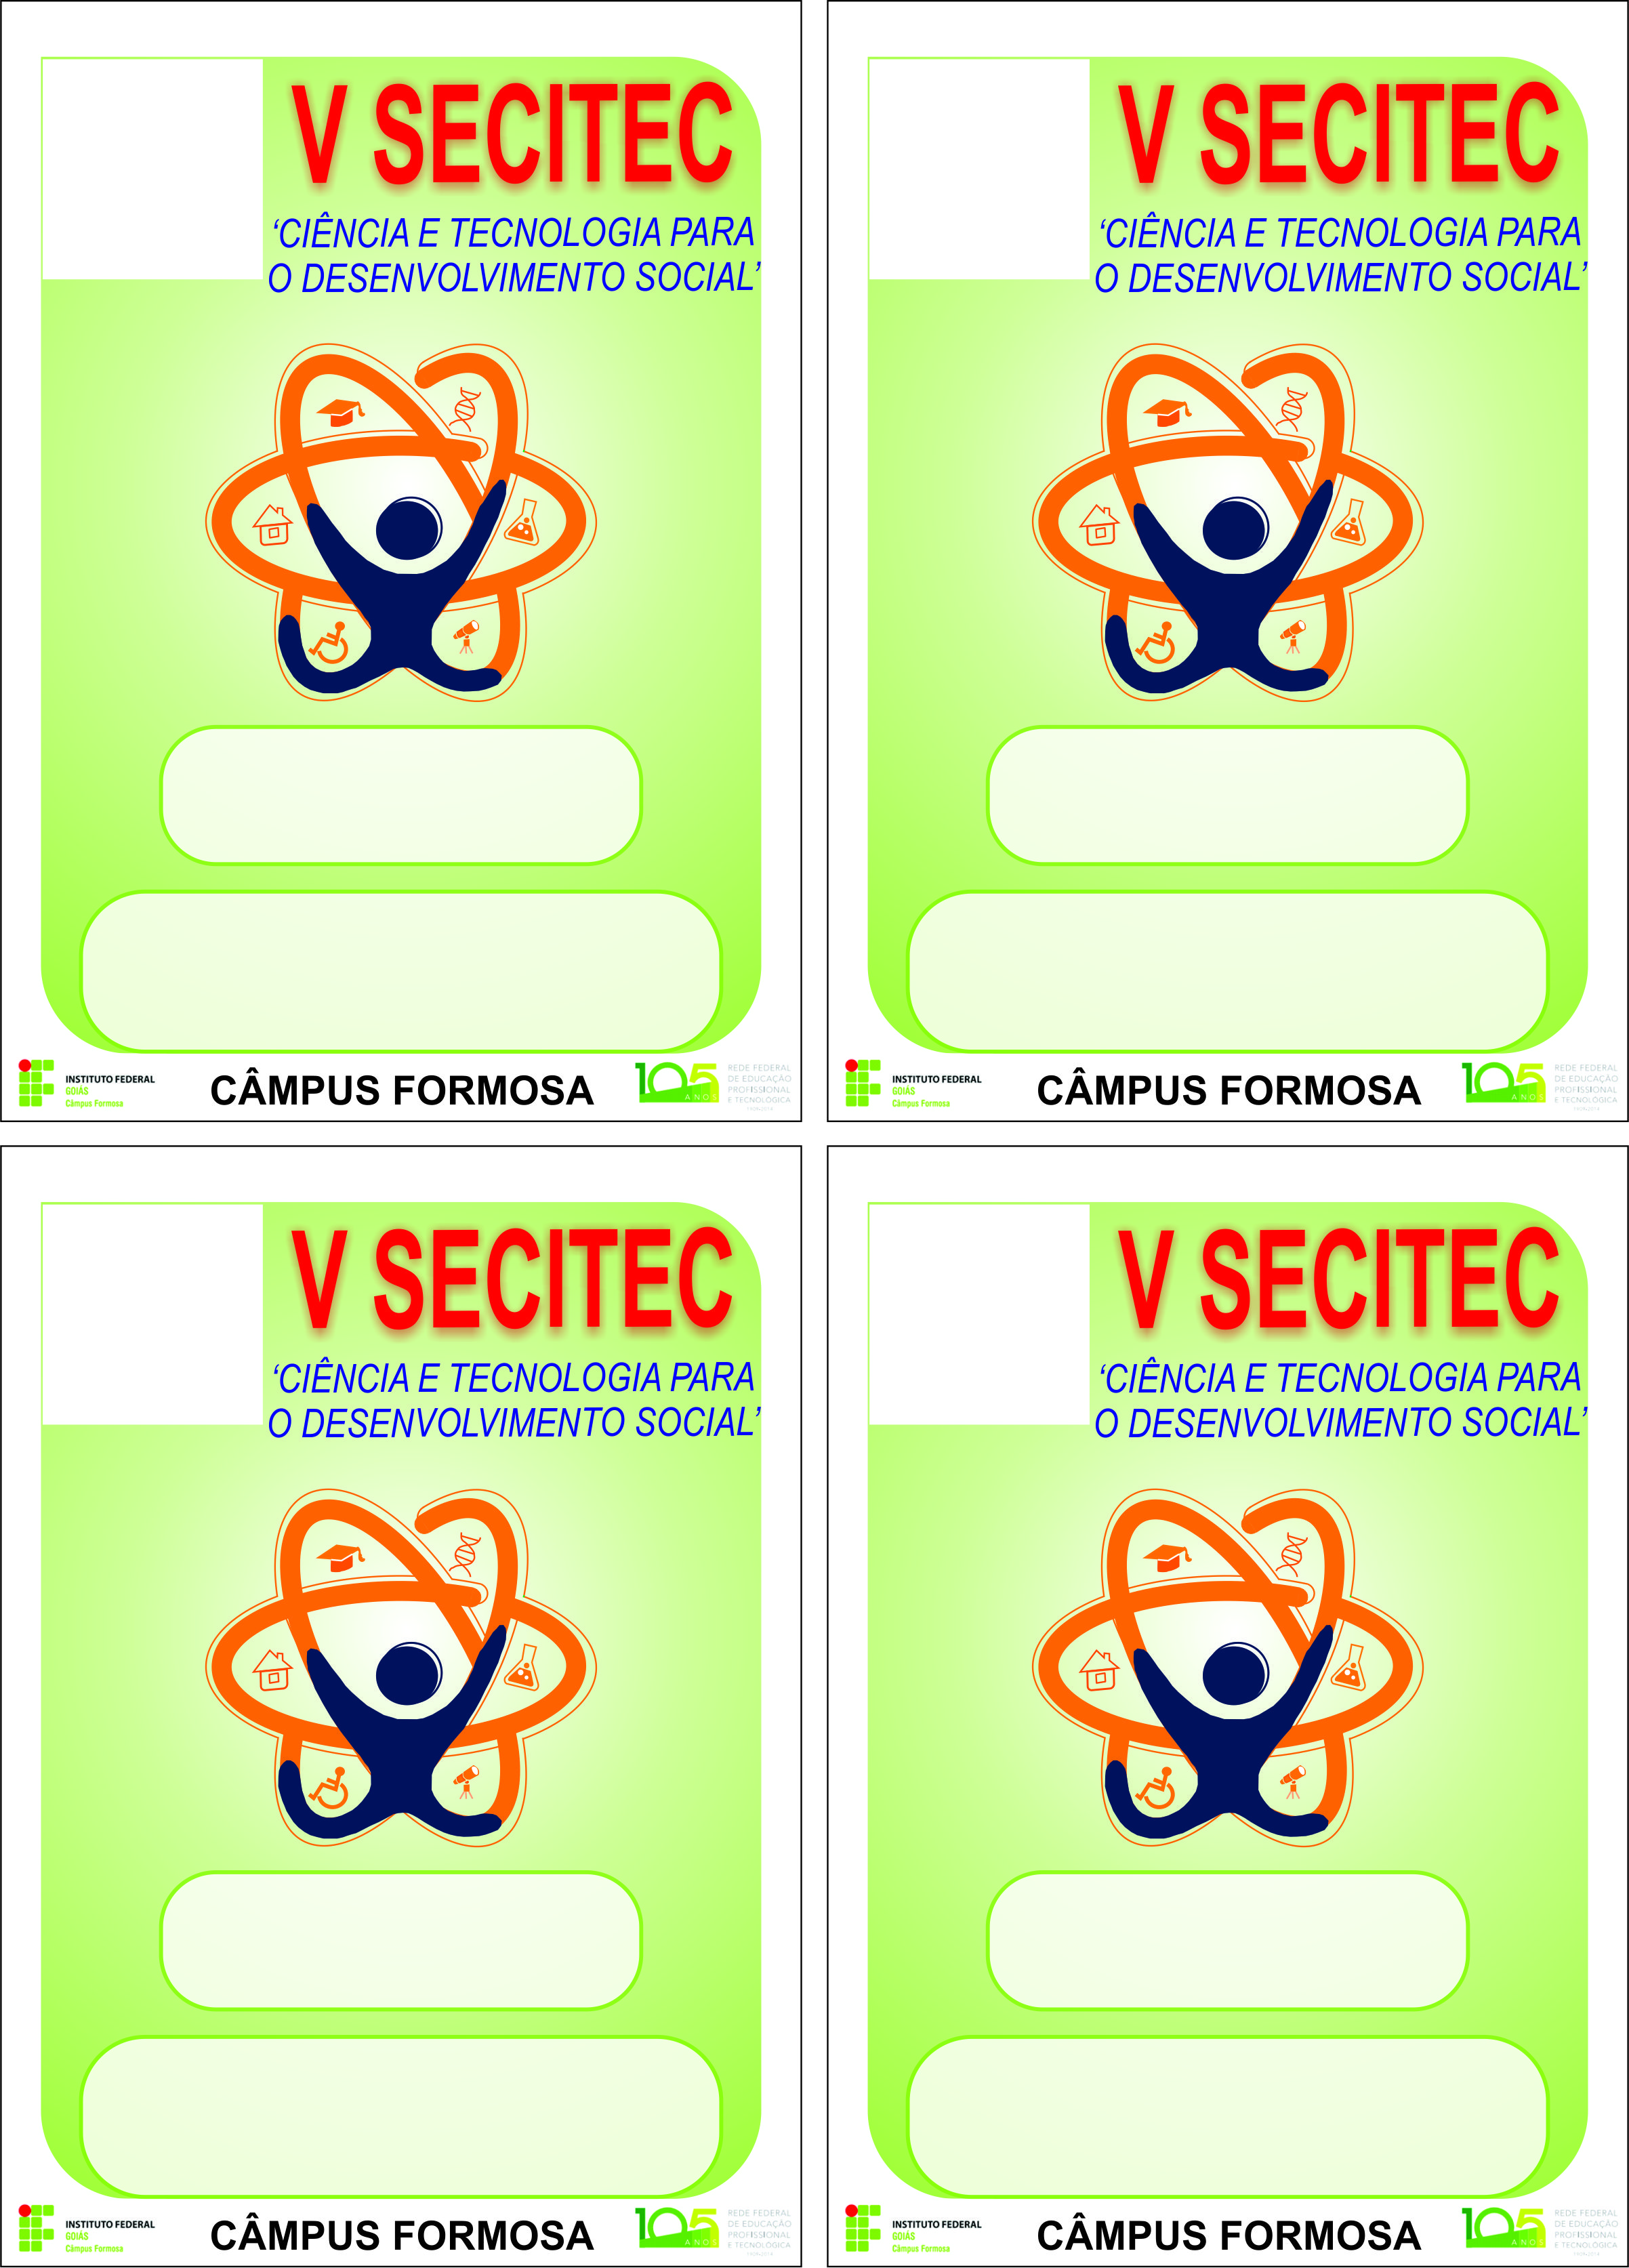 V SECITEC
‘CIÊNCIA E TECNOLOGIA PARA
O DESENVOLVIMENTO SOCIAL’
INSTITUTO FEDERAL
GOIÁS
Câmpus Formosa
CÂMPUS FORMOSA
105
ANOS
REDE FEDERAL
DE EDUCAÇÃO
PROFISSIONAL
E TECNOLÓGICA
V SECITEC
‘CIÊNCIA E TECNOLOGIA PARA
O DESENVOLVIMENTO SOCIAL’
INSTITUTO FEDERAL
GOIÁS
Câmpus Formosa
CÂMPUS FORMOSA
105
ANOS
REDE FEDERAL
DE EDUCAÇÃO
PROFISSIONAL
E TECNOLÓGICA
V SECITEC
‘CIÊNCIA E TECNOLOGIA PARA
O DESENVOLVIMENTO SOCIAL’
INSTITUTO FEDERAL
GOIÁS
Câmpus Formosa
CÂMPUS FORMOSA
105
ANOS
REDE FEDERAL
DE EDUCAÇÃO
PROFISSIONAL
E TECNOLÓGICA
V SECITEC
‘CIÊNCIA E TECNOLOGIA PARA
O DESENVOLVIMENTO SOCIAL’
INSTITUTO FEDERAL
GOIÁS
Câmpus Formosa
CÂMPUS FORMOSA
105
ANOS
REDE FEDERAL
DE EDUCAÇÃO
PROFISSIONAL
E TECNOLÓGICA